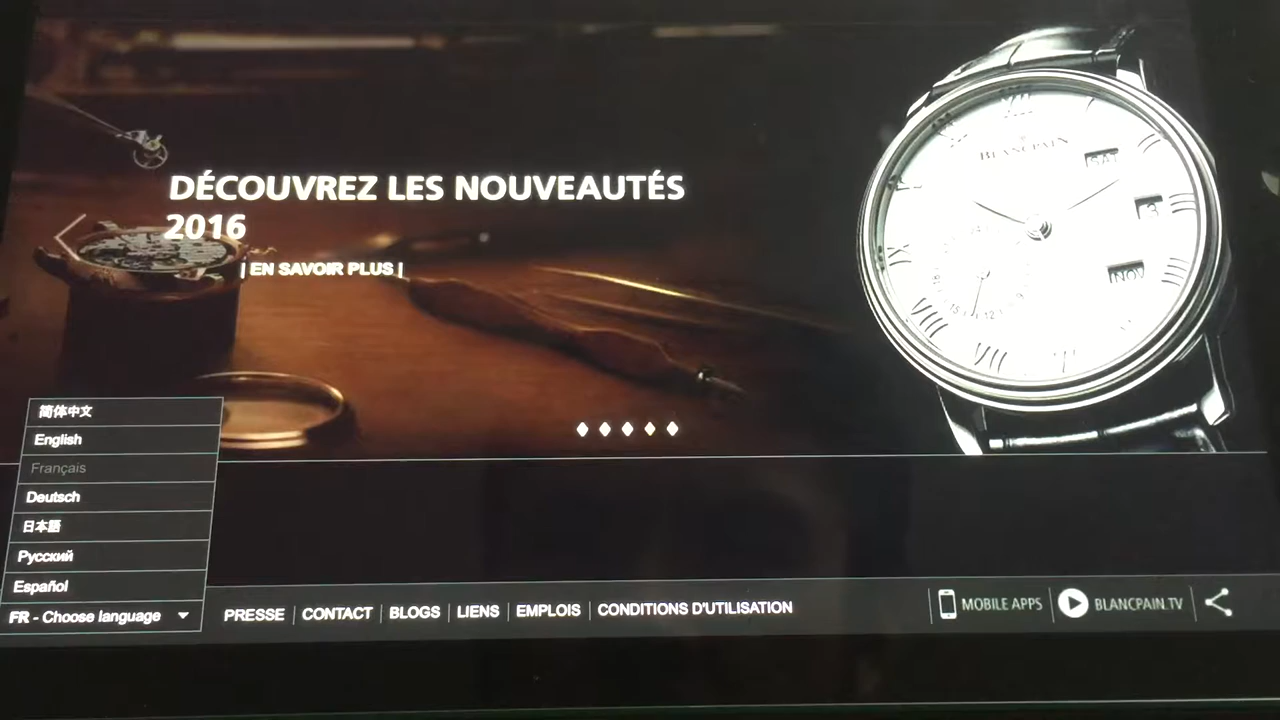 DÉCOUVREZ LES NOUVEAUTÉS
2016
| EN SAVOIR PLUS |
BLANCPAIN
SAT
NOV
简体中文
English
Français
Deutsch
日本語
Русский
Español
FR - Choose language
PRESSE | CONTACT | BLOGS | LIENS | EMPLOIS | CONDITIONS D'UTILISATION
MOBILE APPS
BLANCPAIN TV